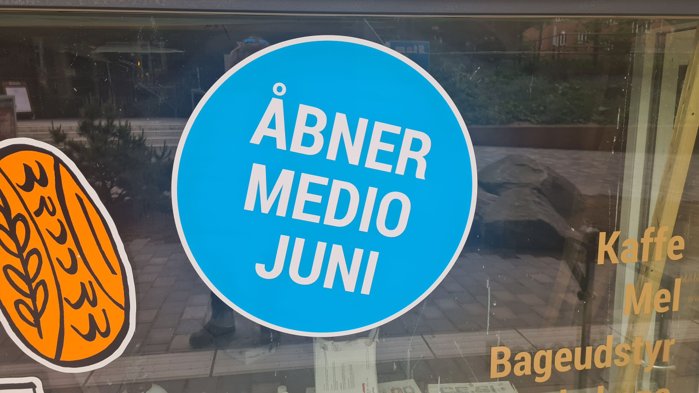 ÅBNER
MEDIO
JUNI
Kaffe
Mel
Bageudstyr